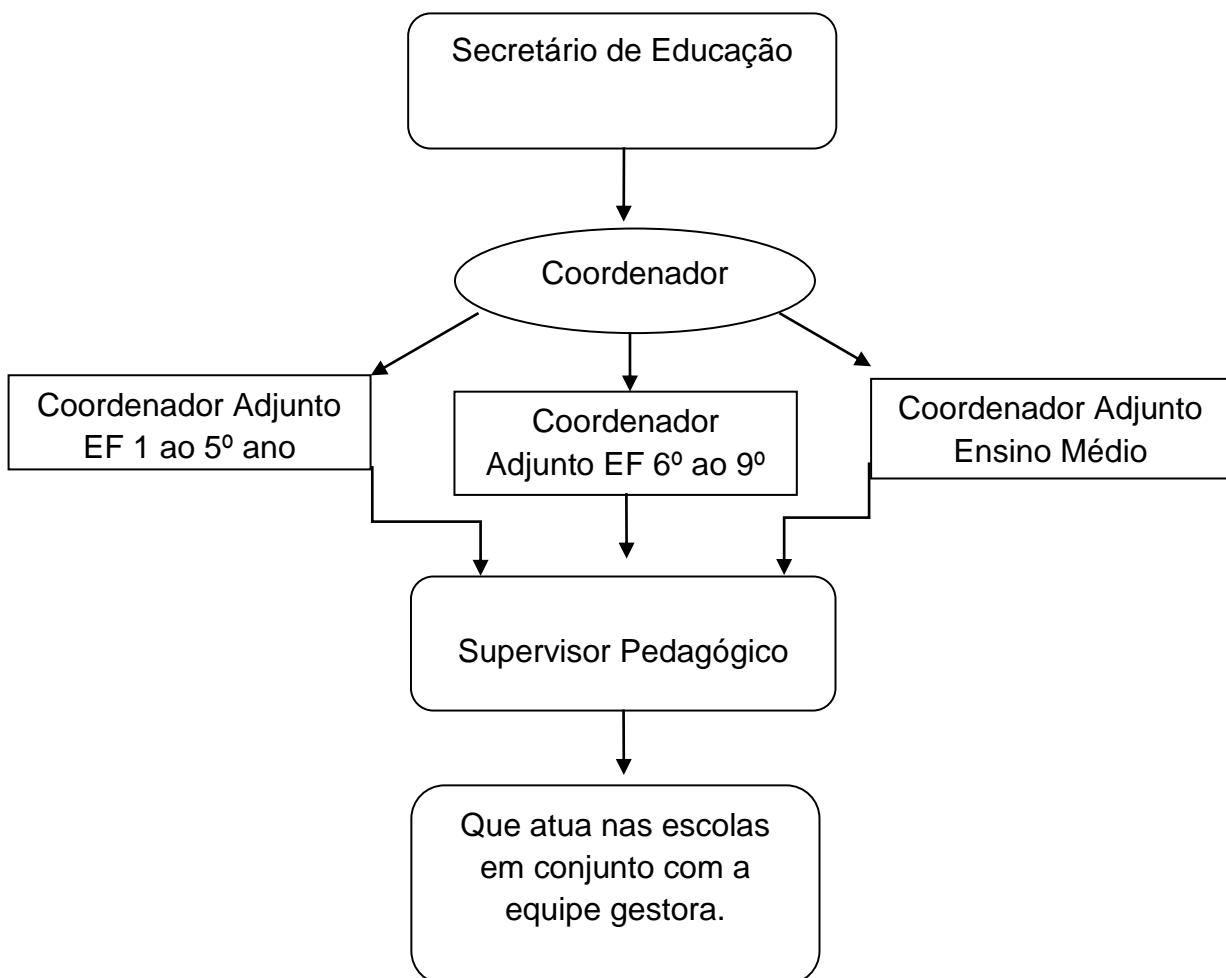 Secretário de Educação
Coordenador
Coordenador Adjunto
EF 1 ao 5º ano
Coordenador
Adjunto EF 6º ao 9º
Coordenador Adjunto
Ensino Médio
Supervisor Pedagógico
Que atua nas escolas
em conjunto com a
equipe gestora.